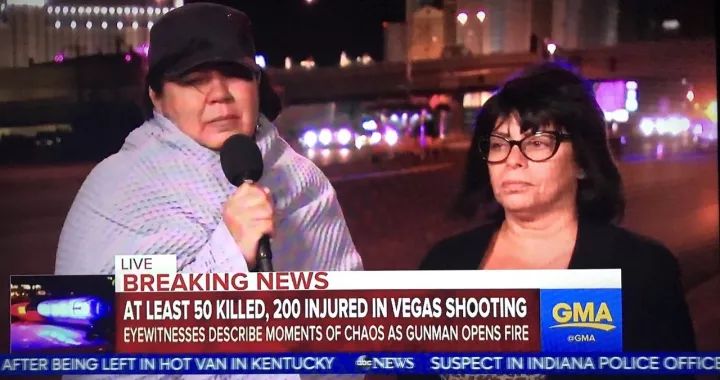 LIVE
BREAKING NEWS
AT LEAST 50 KILLED, 200 INJURED IN VEGAS SHOOTING
EYEWITNESSES DESCRIBE MOMENTS OF CHAOS AS GUNMAN OPENS FIRE
GMA
@GMA
AFTER BEING LEFT IN HOT VAN IN KENTUCKY abc NEWS SUSPECT IN INDIANA POLICE OFFICE